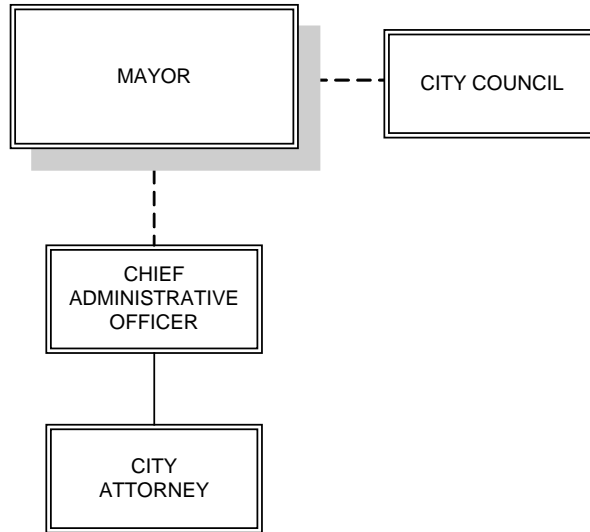 MAYOR
CITY COUNCIL
CHIEF
ADMINISTRATIVE
OFFICER
CITY
ATTORNEY